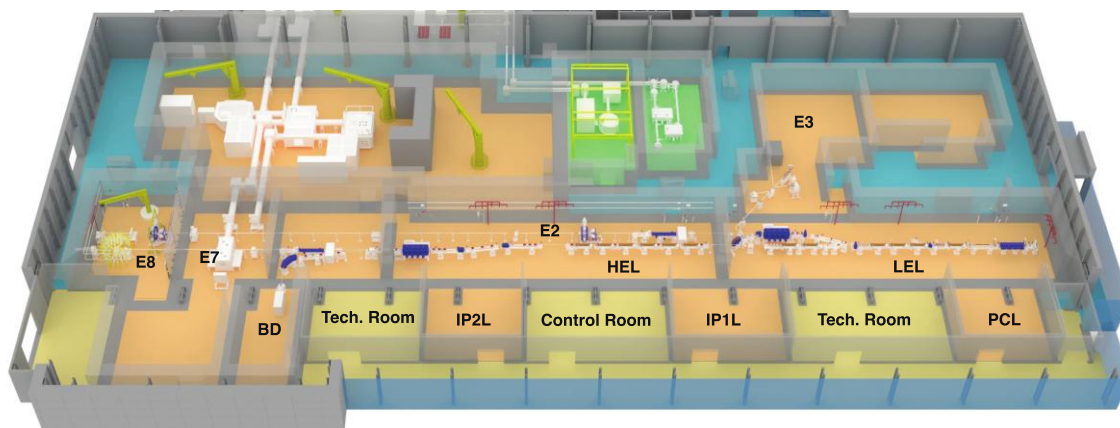 E3
E2
E8
E7
HEL
LEL
BD
Tech. Room
IP2L
Control Room
IP1L
Tech. Room
PCL